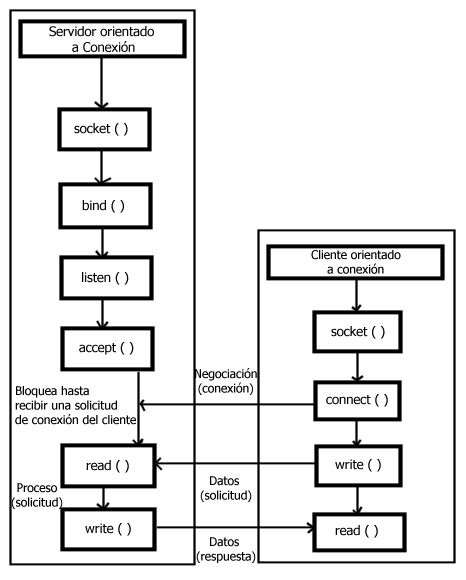 Servidor orientado
a Conexión
socket ( )
bind ( )
listen ( )
accept ( )
Bloquea hasta
recibir una solicitud
de conexión del cliente
read ( )
Proceso
(solicitud)
write ( )
Negociación
(conexión)
Datos
(solicitud)
Datos
(respuesta)
Cliente orientado
a conexión
socket ( )
connect ( )
write ( )
read ( )